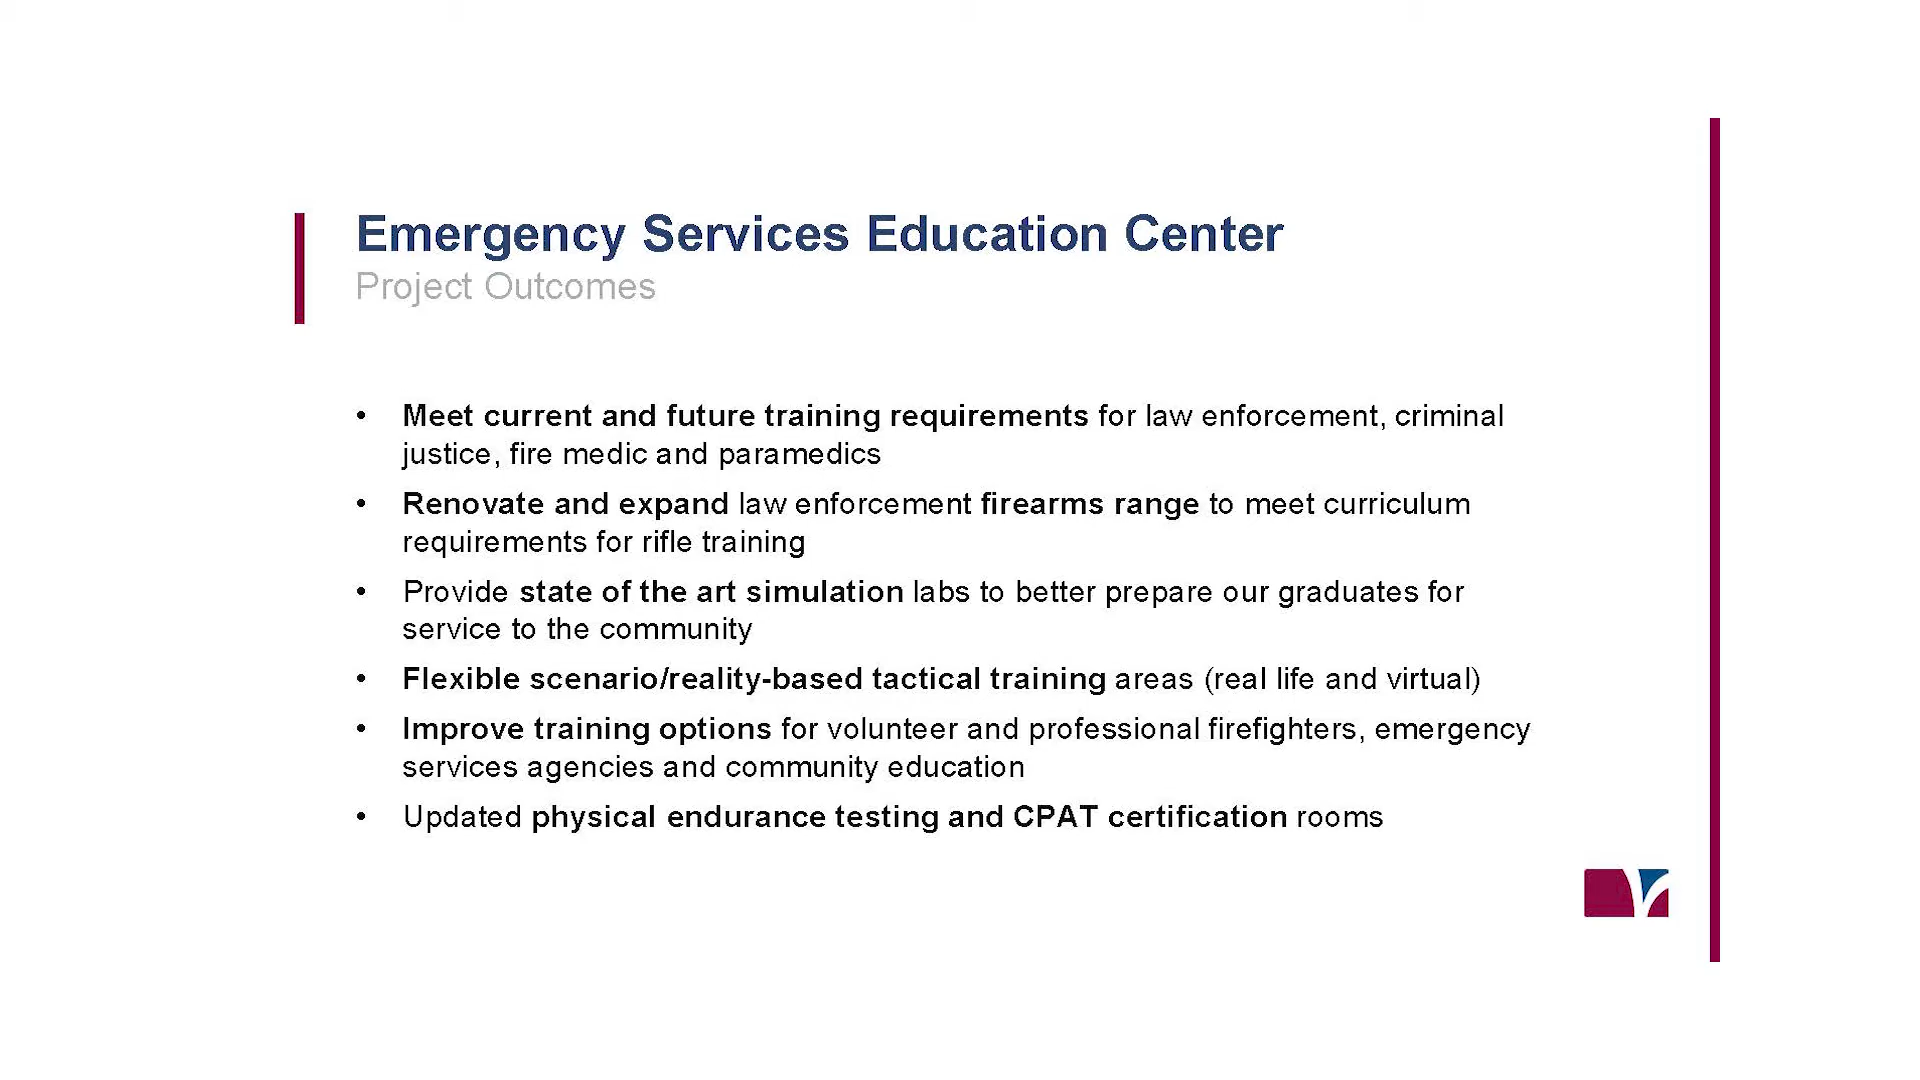 Emergency Services Education Center
Project Outcomes
• Meet current and future training requirements for law enforcement, criminal
justice, fire medic and paramedics
• Renovate and expand law enforcement firearms range to meet curriculum
requirements for rifle training
• Provide state of the art simulation labs to better prepare our graduates for
service to the community
• Flexible scenario/reality-based tactical training areas (real life and virtual)
• Improve training options for volunteer and professional firefighters, emergency
services agencies and community education
• Updated physical endurance testing and CPAT certification rooms